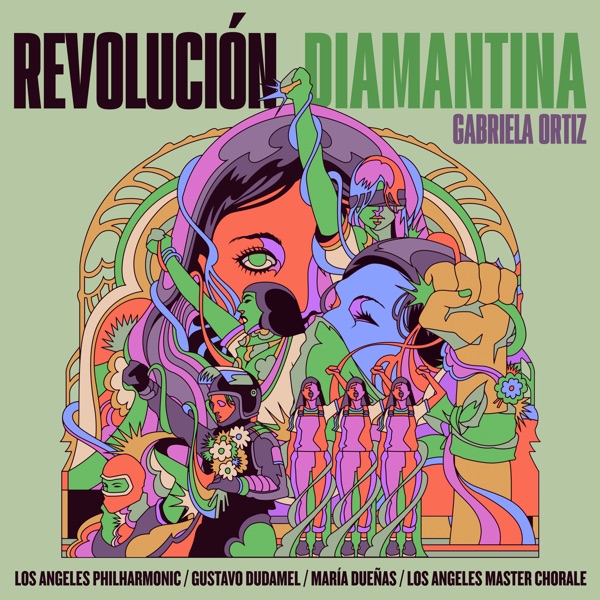 REVOLUCIÓN DIAMANTINA
GABRIELA ORTIZ
LOS ANGELES PHILHARMONIC / GUSTAVO DUDAMEL / MARÍA DUEÑAS / LOS ANGELES MASTER CHORALE